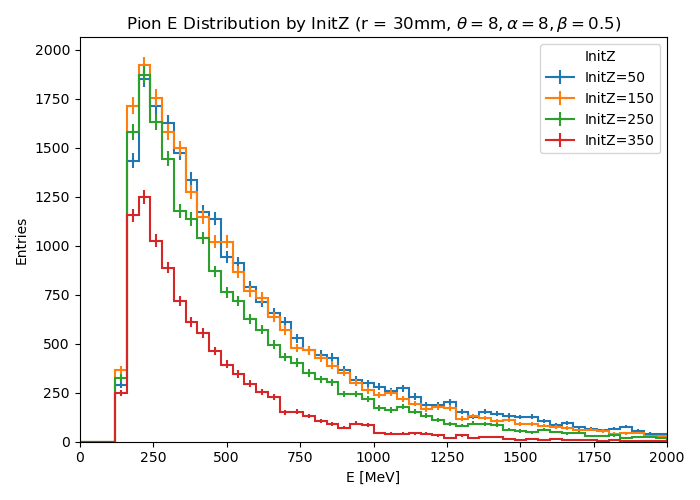 Pion E Distribution by InitZ (r = 30mm, θ = 8, α = 8, β = 0.5)
InitZ
InitZ=50
InitZ=150
InitZ=250
InitZ=350
Entries
2000
1750
1500
1250
1000
750
500
250
0
0 250 500 750 1000 1250 1500 1750 2000
E [MeV]